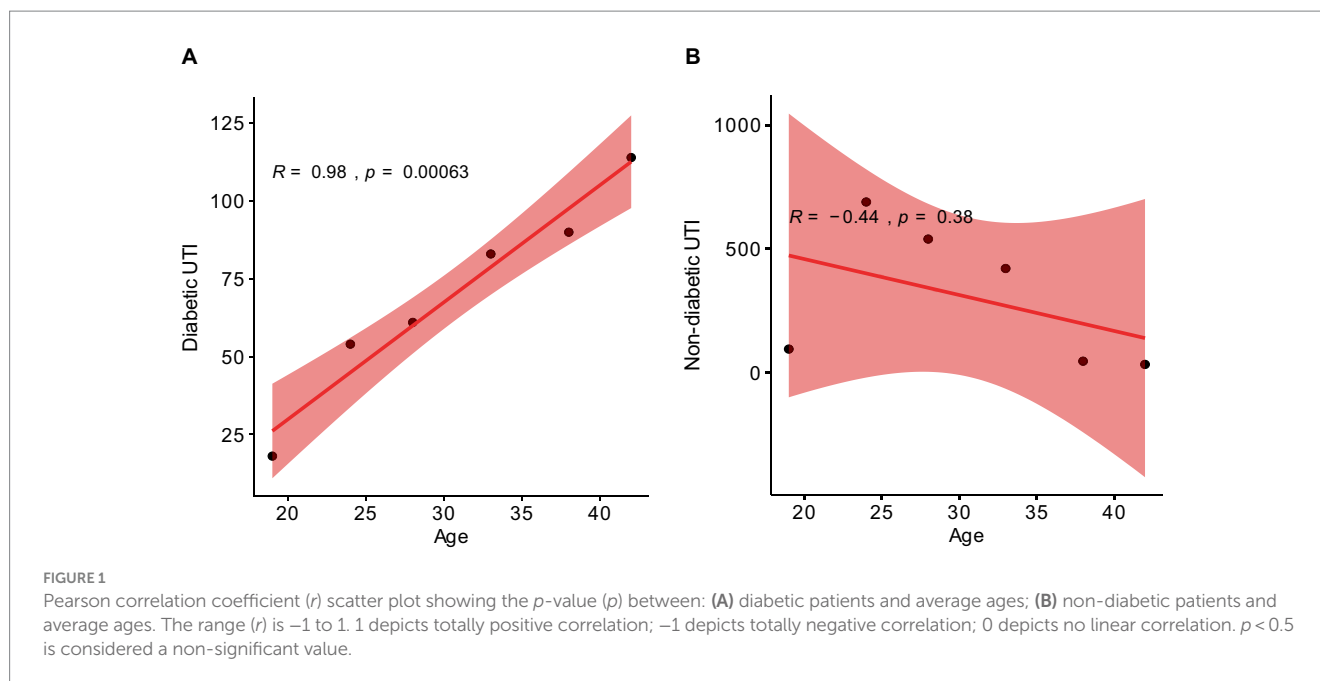 A
125
100
75
50
25
R = 0.98 , p = 0.00063
Diabetic UTI
20 25 30 35 40
Age
B
1000
500
0
R = −0.44 , p = 0.38
Non-diabetic UTI
20 25 30 35 40
Age
FIGURE 1
Pearson correlation coefficient (r) scatter plot showing the p-value (p) between: (A) diabetic patients and average ages; (B) non-diabetic patients and
average ages. The range (r) is −1 to 1. 1 depicts totally positive correlation; −1 depicts totally negative correlation; 0 depicts no linear correlation. p < 0.5
is considered a non-significant value.